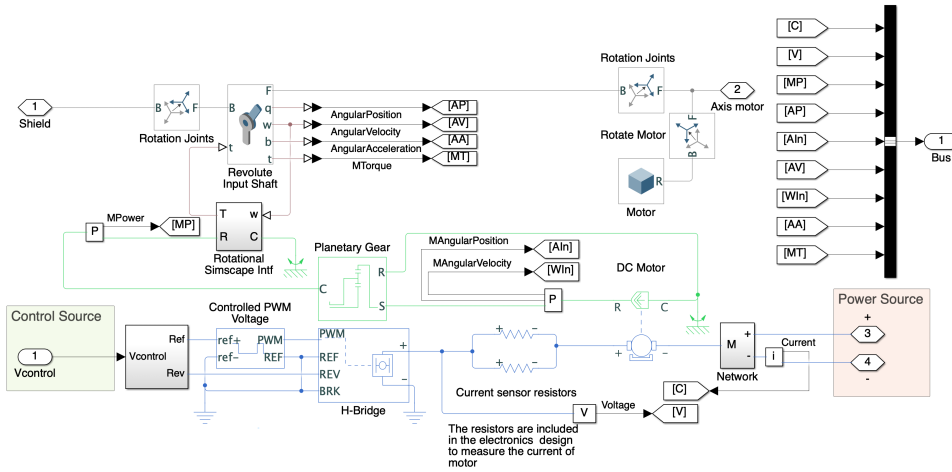 [C]
[V]
[MP]
[AP]
[AIn]
[AV]
[WIn]
[AA]
[MT]
1
Bus
1
Shield
B
F
Rotation Joints
B
t
F
q
w
b
t
Revolute
Input Shaft
AngularPosition
AngularVelocity
AngularAcceleration
MTorque
[AP]
[AV]
[AA]
[MT]
Rotation Joints
B
F
2
Axis motor
Rotate Motor
F
B
R
Motor
P
MPower
[MP]
T
w
R
C
Rotational
Simscape Intf
Planetary Gear
C
R
S
MAngularPosition
[AIn]
MAngularVelocity
[WIn]
P
DC Motor
R
C
Control Source
1
Vcontrol
Vcontrol
Ref
Rev
Controlled PWM
Voltage
ref+
PWM
ref-
REF
PWM
REF
REV
BRK
+
-
H-Bridge
+
-
+
-
Current sensor resistors
The resistors are included
in the electronics design
to measure the current of
motor
V
Voltage
[V]
[C]
+
-
M
+
-
Network
i
Current
Power Source
+
3
4
-